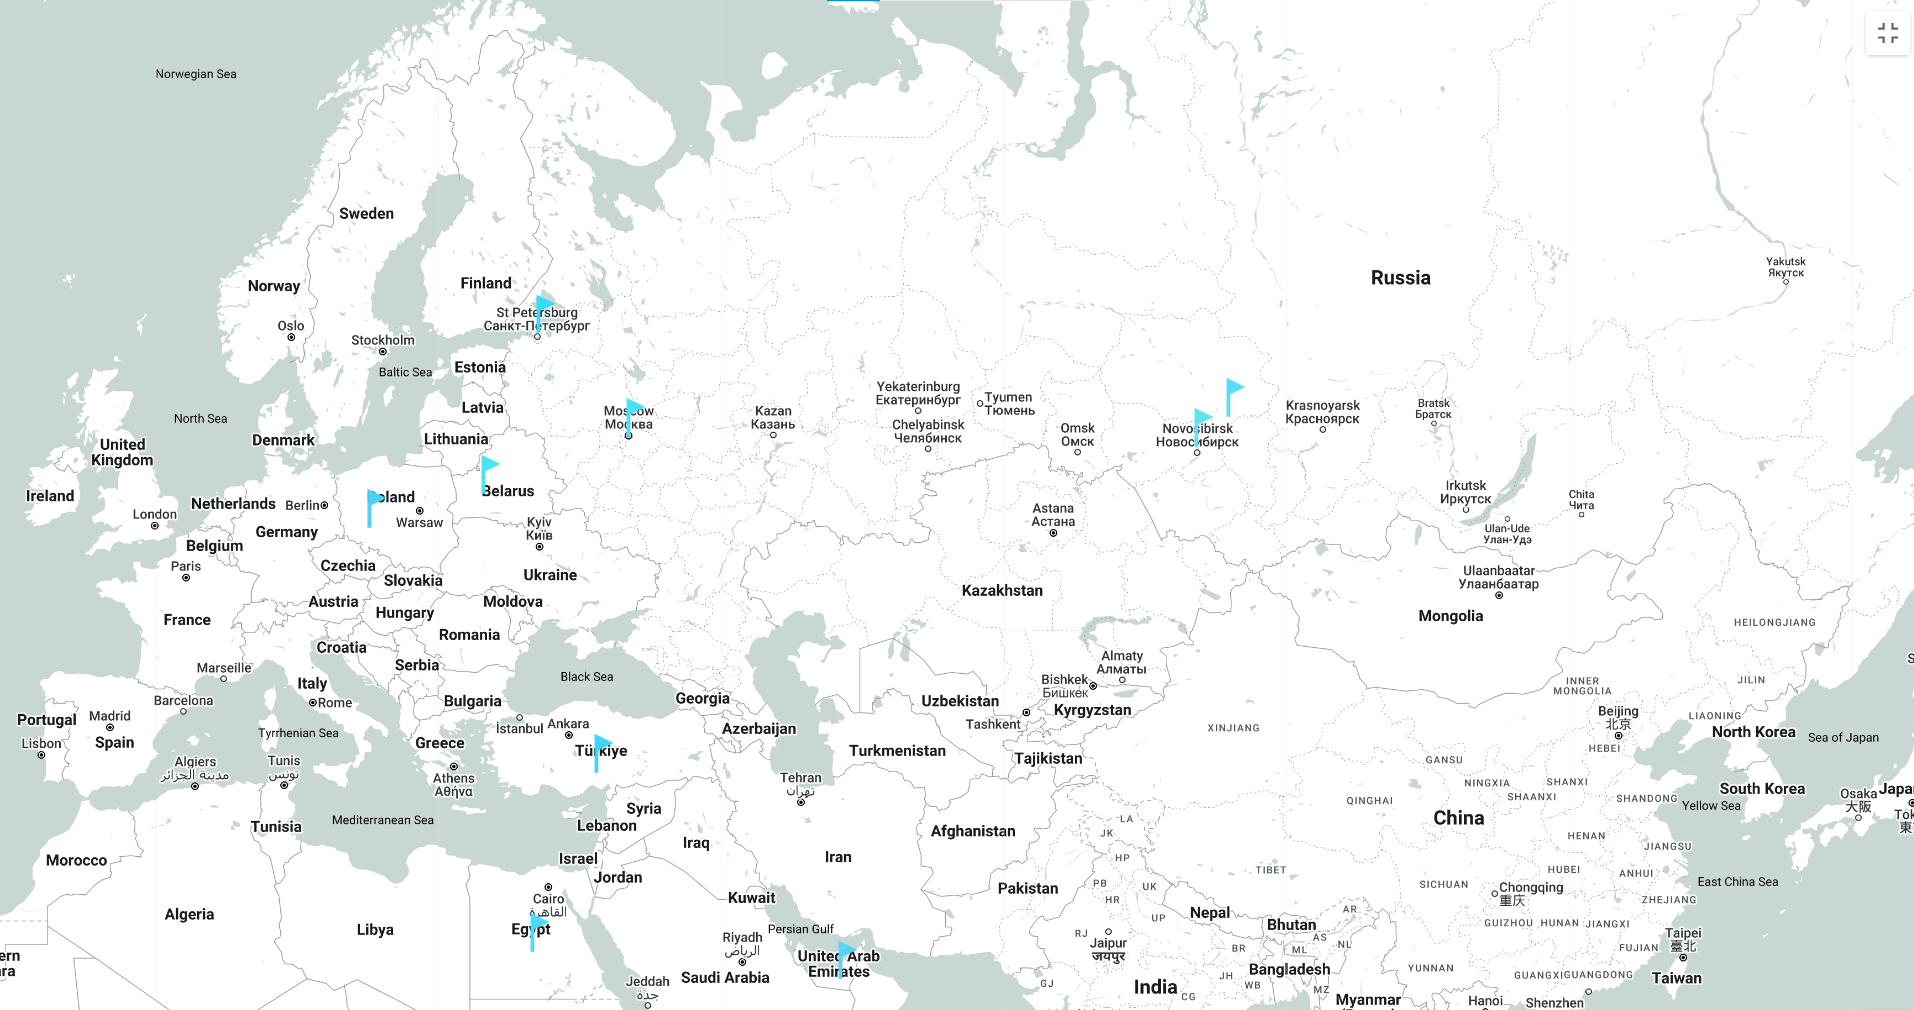 Norwegian Sea
Sweden
Norway
Finland
Russia
Yakutsk
Якутск
Oslo
St Petersburg
Санкт-Петербург
Stockholm
Baltic Sea
Estonia
North Sea
Latvia
Denmark
Lithuania
Moscow
Москва
Kazan
Казань
Yekaterinburg
Екатеринбург
Tyumen
Тюмень
Chelyabinsk
Челябинск
Omsk
Омск
Novosibirsk
Новосибирск
Krasnoyarsk
Красноярск
Bratsk
Братск
United
Kingdom
Ireland
London
Netherlands
Berlin
Poland
Warsaw
Belarus
Irkutsk
Иркутск
Chita
Чита
Ulan-Ude
Улан-Удэ
Germany
Belgium
Kyiv
Київ
Astana
Астана
Paris
Czechia
Slovakia
Ukraine
Ulaanbaatar
Улаанбаатар
Kazakhstan
Austria
Hungary
Moldova
France
Mongolia
HEILONGJIANG
Croatia
Romania
Serbia
Marseille
Black Sea
Almaty
Алматы
Bishkek
Бишкек
INNER
MONGOLIA
JILIN
Italy
Barcelona
Rome
Bulgaria
Georgia
Uzbekistan
Kyrgyzstan
Beijing
北京
LIAONING
Portugal
Madrid
Spain
Lisbon
Tyrrhenian Sea
Greece
İstanbul
Ankara
Türkiye
Azerbaijan
Tashkent
Turkmenistan
Tajikistan
XINJIANG
HEBEI
North Korea
Sea of Japan
Algiers
مدينة الجزائر
Tunis
تونس
Athens
Αθήνα
Tehran
تهران
GANSU
NINGXIA
SHANXI
SHAANXI
SHANDONG
South Korea
Yellow Sea
Osaka
大阪
Mediterranean Sea
Tunisia
Syria
Lebanon
Afghanistan
QINGHAI
LA
JK
China
HENAN
JIANGSU
Morocco
Israel
Iraq
Iran
HP
TIBET
HUBEI
ANHUI
Jordan
Kuwait
Pakistan
PB
UK
HR
SICHUAN
Chongqing
重庆
East China Sea
ZHEJIANG
Algeria
Libya
Cairo
القاهرة
Egypt
Persian Gulf
UP
Nepal
Bhutan
AR
GUIZHOU
HUNAN
JIANGXI
Riyadh
الرياض
RJ
Jaipur
जयपुर
BR
AS
ML
NL
FUJIAN
Taipei
臺北
United Arab
Emirates
Saudi Arabia
Jeddah
جدة
GJ
India
JH
WB
CG
Bangladesh
MZ
YUNNAN
GUANGXI
GUANGDONG
Taiwan
Myanmar
Hanoi
Shenzhen